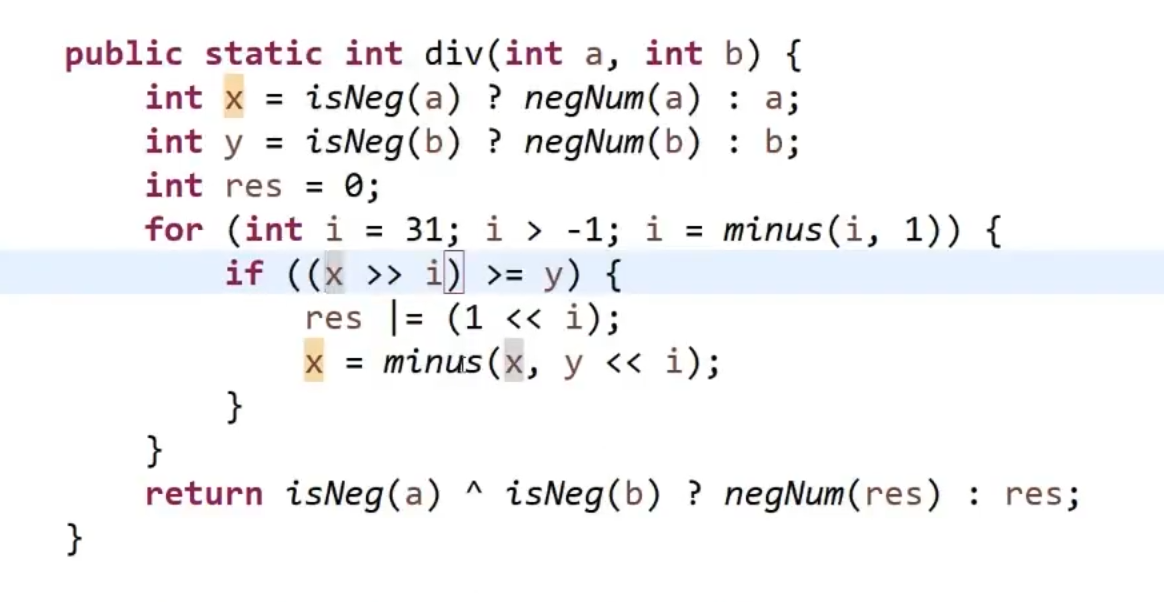 public static int div(int a, int b) {
    int x = isNeg(a) ? negNum(a) : a;
    int y = isNeg(b) ? negNum(b) : b;
    int res = 0;
    for (int i = 31; i > -1; i = minus(i, 1)) {
        if ((x >> i) >= y) {
            res |= (1 << i);
            x = minus(x, y << i);
        }
    }
    return isNeg(a) ^ isNeg(b) ? negNum(res) : res;
}